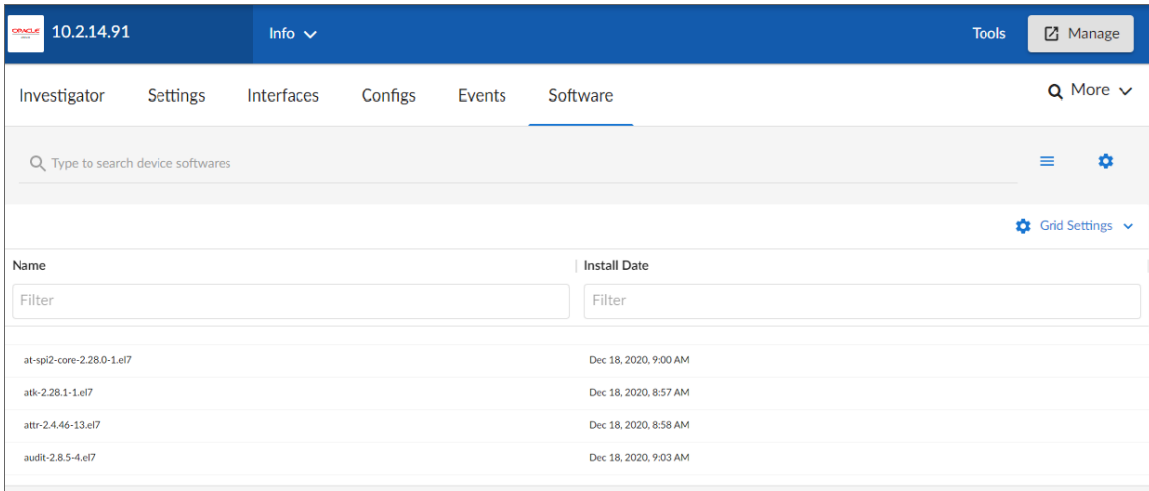 ORACLE 10.2.14.91 Info Tools Manage
Investigator Settings Interfaces Configs Events Software More
Type to search device softwares
Grid Settings
Name Install Date
Filter Filter
at-spi2-core-2.28.0-1.el7 Dec 18, 2020, 9:00 AM
atk-2.28.1-1.el7 Dec 18, 2020, 8:57 AM
attr-2.4.46-13.el7 Dec 18, 2020, 8:58 AM
audit-2.8.5-4.el7 Dec 18, 2020, 9:03 AM